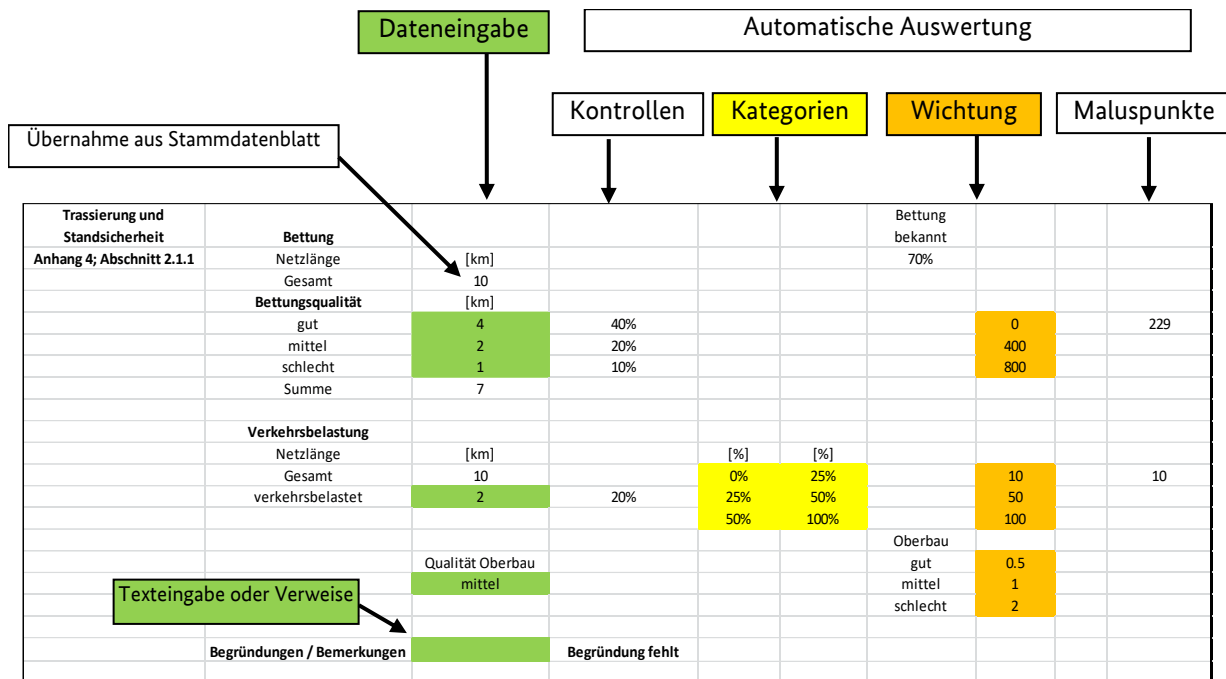 Dateneingabe
Automatische Auswertung
Kontrollen Kategorien Wichtung Maluspunkte
Übernahme aus Stammdatenblatt
Trassierung und Bettung
Standsicherheit Bettung bekannt
Anhang 4; Abschnitt 2.1.1 Netzlänge [km] 70%
Gesamt 10
Bettungsqualität [km]
gut 4 40% 0 229
mittel 2 20% 400
schlecht 1 10% 800
Summe 7
Verkehrsbelastung
Netzlänge [km] [%] [%]
Gesamt 10 0% 25% 10 10
verkehrsbelastet 2 20% 25% 50% 50
50% 100% 100
Oberbau
Qualität Oberbau gut 0.5
mittel mittel 1
Texteingabe oder Verweise
schlecht 2
Begründungen / Bemerkungen Begründung fehlt